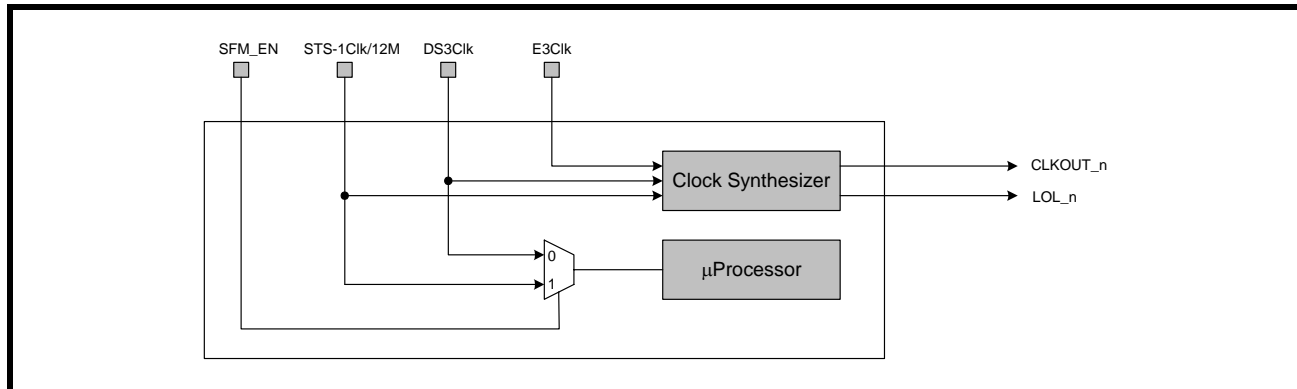 SFM_EN STS-1Clk/12M DS3Clk E3Clk
Clock Synthesizer
CLKOUT_n
LOL_n
0
1
μProcessor